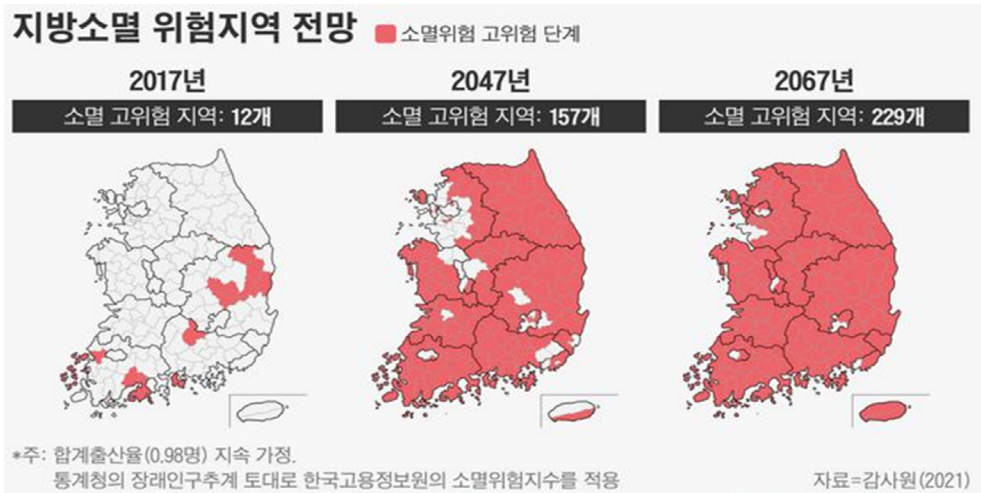 지방소멸 위험지역 전망
소멸위험 고위험 단계
2017년
2047년
2067년
소멸 고위험 지역: 12개
소멸 고위험 지역: 157개
소멸 고위험 지역: 229개
*주: 합계출산율(0.98명) 지속 가정.
통계청의 장래인구추계 토대로 한국고용정보원의 소멸위험지수를 적용
자료=감사원(2021)